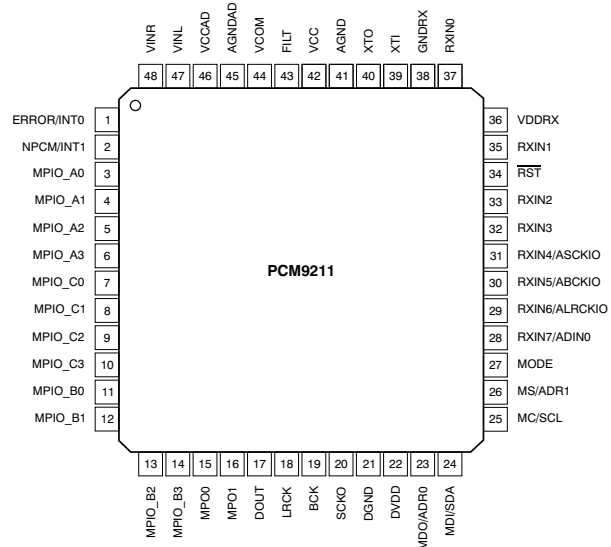 VINR
VINL
VCCAD
AGNDAD
VCOM
FILT
VCC
AGND
XTO
XTI
GNDRX
RXIN0
48 47 46 45 44 43 42 41 40 39 38 37
ERROR/INT0 1
NPCM/INT1 2
MPIO_A0 3
MPIO_A1 4
MPIO_A2 5
MPIO_A3 6
MPIO_C0 7
MPIO_C1 8
MPIO_C2 9
MPIO_C3 10
MPIO_B0 11
MPIO_B1 12
PCM9211
36 VDDRX
35 RXIN1
34 RST
33 RXIN2
32 RXIN3
31 RXIN4/ASCKIO
30 RXIN5/ABCKIO
29 RXIN6/ALRCKIO
28 RXIN7/ADIN0
27 MODE
26 MS/ADR1
25 MC/SCL
13 14 15 16 17 18 19 20 21 22 23 24
MPIO_B2
MPIO_B3
MPO0
MPO1
DOUT
LRCK
BCK
SCKO
DGND
DVDD
MDO/ADR0
MDI/SDA